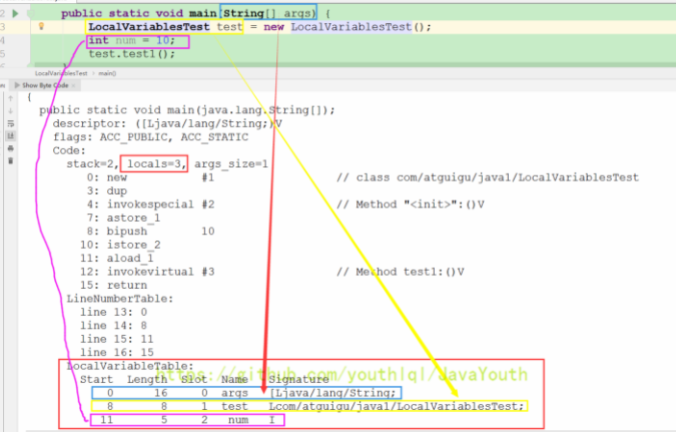 2 public static void main(String[] args) {
3 LocalVariablesTest test = new LocalVariablesTest();
4 int num = 10;
5 test.test1();
LocalVariablesTest › main()
Show Byte Code
{
public static void main(java.lang.String[]);
descriptor: ([Ljava/lang/String;)V
flags: ACC_PUBLIC, ACC_STATIC
Code:
stack=2, locals=3, args_size=1
0: new #1 // class com/atguigu/java1/LocalVariablesTest
3: dup
4: invokespecial #2 // Method "<init>":()V
7: astore_1
8: bipush 10
10: istore_2
11: aload_1
12: invokevirtual #3 // Method test1:()V
15: return
LineNumberTable:
line 13: 0
line 14: 8
line 15: 11
line 16: 15
LocalVariableTable:
https://github.com/youthlql/JavaYouth
Start Length Slot Name Signature
0 16 0 args [Ljava/lang/String;
8 8 1 test Lcom/atguigu/java1/LocalVariablesTest;
11 5 2 num I